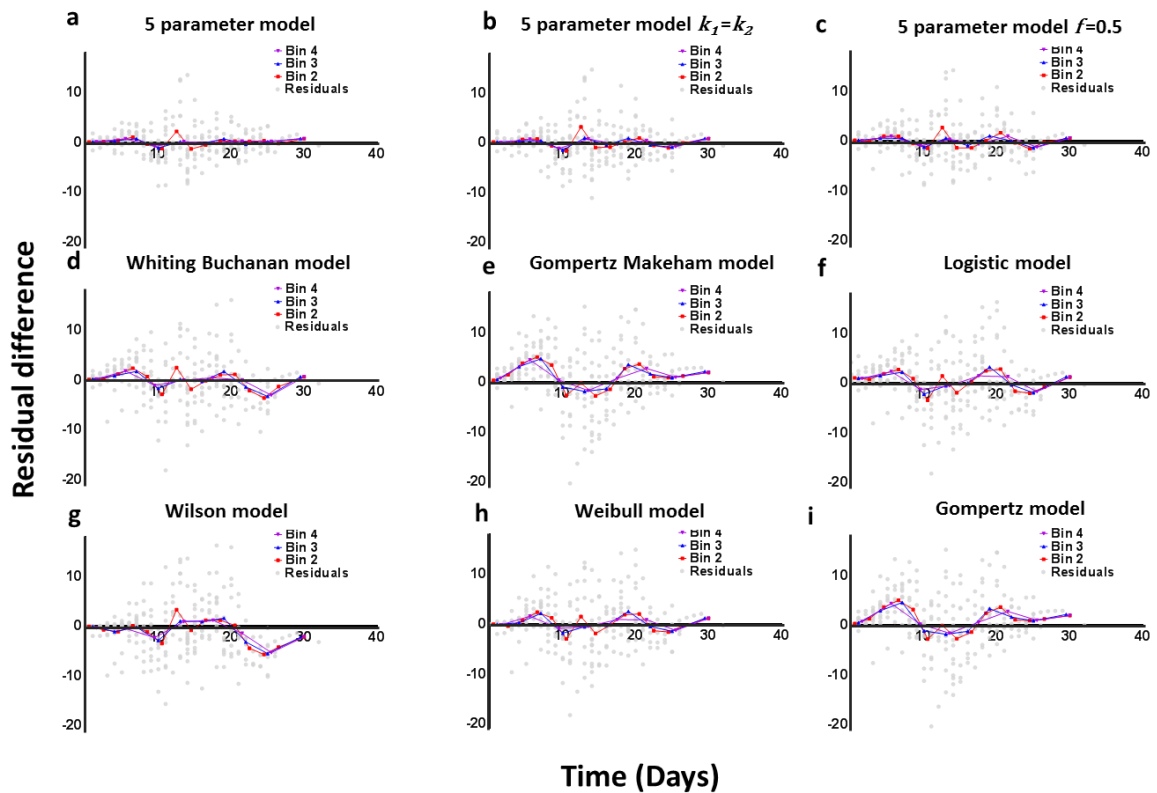 a
5 parameter model
Bin 4
Bin 3
Bin 2
Residuals
10
0
-10
-20
10
20
30
40
b
5 parameter model k₁=k₂
Bin 4
Bin 3
Bin 2
Residuals
10
0
-10
-20
10
20
30
40
c
5 parameter model f=0.5
Bin 4
Bin 3
Bin 2
Residuals
10
0
-10
-20
10
20
30
40
d
Whiting Buchanan model
Bin 4
Bin 3
Bin 2
Residuals
10
0
-10
-20
10
20
30
40
e
Gompertz Makeham model
Bin 4
Bin 3
Bin 2
Residuals
10
0
-10
-20
10
20
30
40
f
Logistic model
Bin 4
Bin 3
Bin 2
Residuals
10
0
-10
-20
10
20
30
40
g
Wilson model
Bin 4
Bin 3
Bin 2
Residuals
10
0
-10
-20
10
20
30
40
h
Weibull model
Bin 4
Bin 3
Bin 2
Residuals
10
0
-10
-20
10
20
30
40
i
Gompertz model
Bin 4
Bin 3
Bin 2
Residuals
10
0
-10
-20
10
20
30
40
Residual difference
Time (Days)